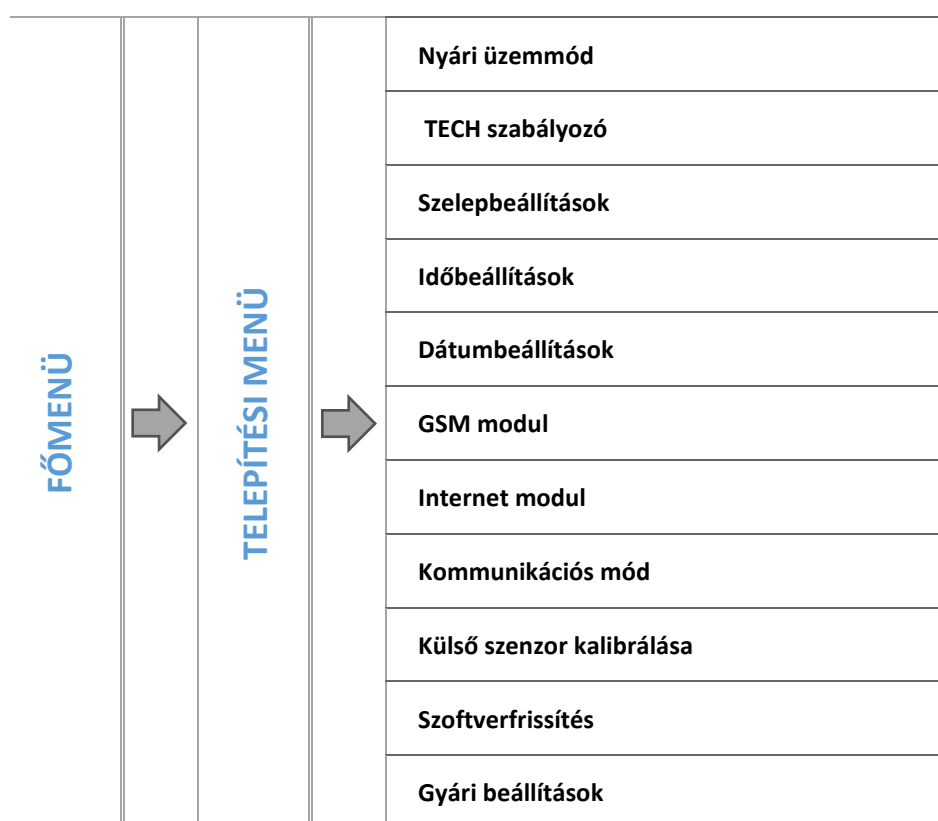 FŐMENÜ
TELEPÍTÉSI MENÜ
Nyári üzemmód
TECH szabályozó
Szelepbeállítások
Időbeállítások
Dátumbeállítások
GSM modul
Internet modul
Kommunikációs mód
Külső szenzor kalibrálása
Szoftverfrissítés
Gyári beállítások